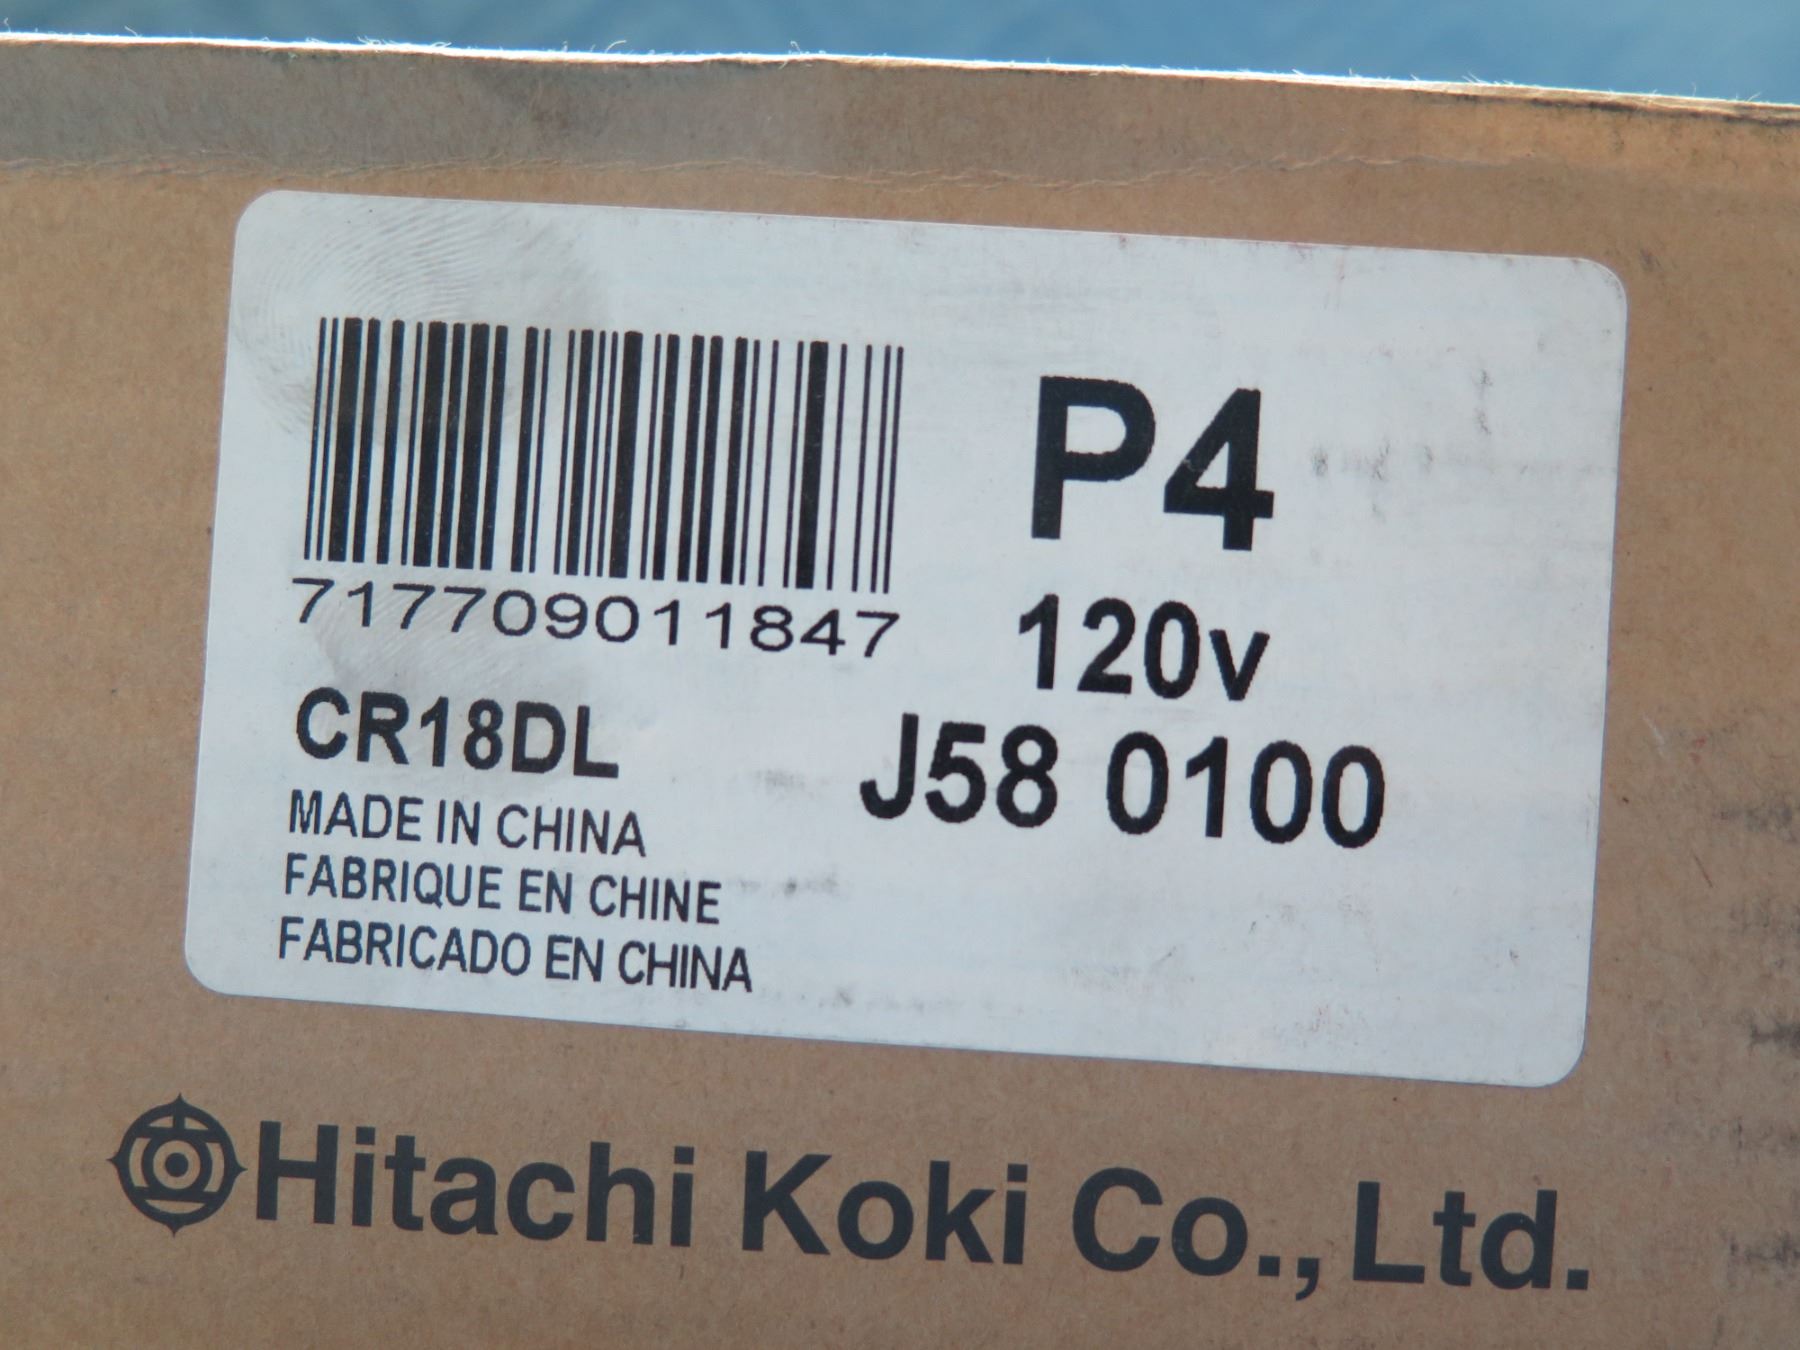 717709011847
CR18DL
MADE IN CHINA
FABRIQUE EN CHINE
FABRICADO EN CHINA
P4
120v
J58 0100
Hitachi Koki Co., Ltd.